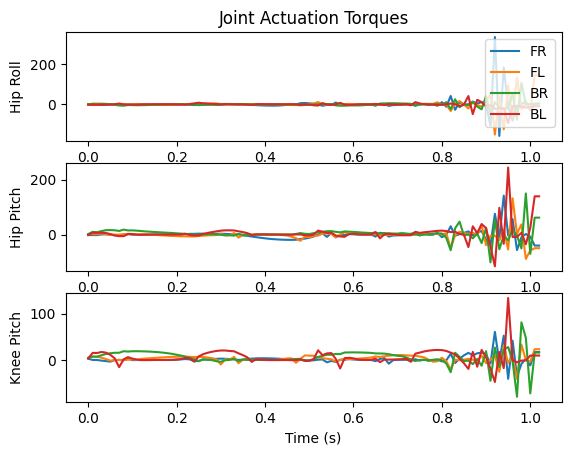 Joint Actuation Torques
Hip Roll
200
0
FR
FL
BR
BL
0.0 0.2 0.4 0.6 0.8 1.0
Hip Pitch
200
0
0.0 0.2 0.4 0.6 0.8 1.0
Knee Pitch
100
0
0.0 0.2 0.4 0.6 0.8 1.0
Time (s)